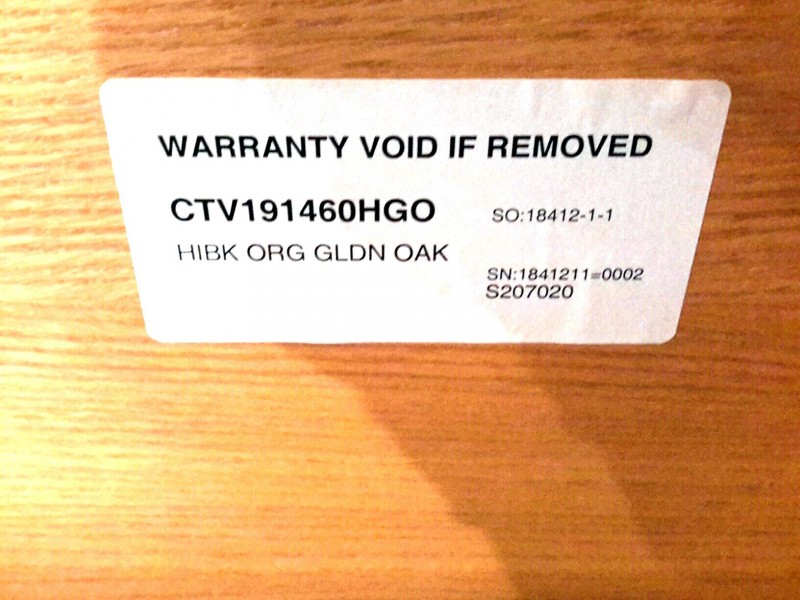 WARRANTY VOID IF REMOVED
CTV191460HGO SO:18412-1-1
HIBK ORG GLDN OAK
SN:1841211=0002
S207020